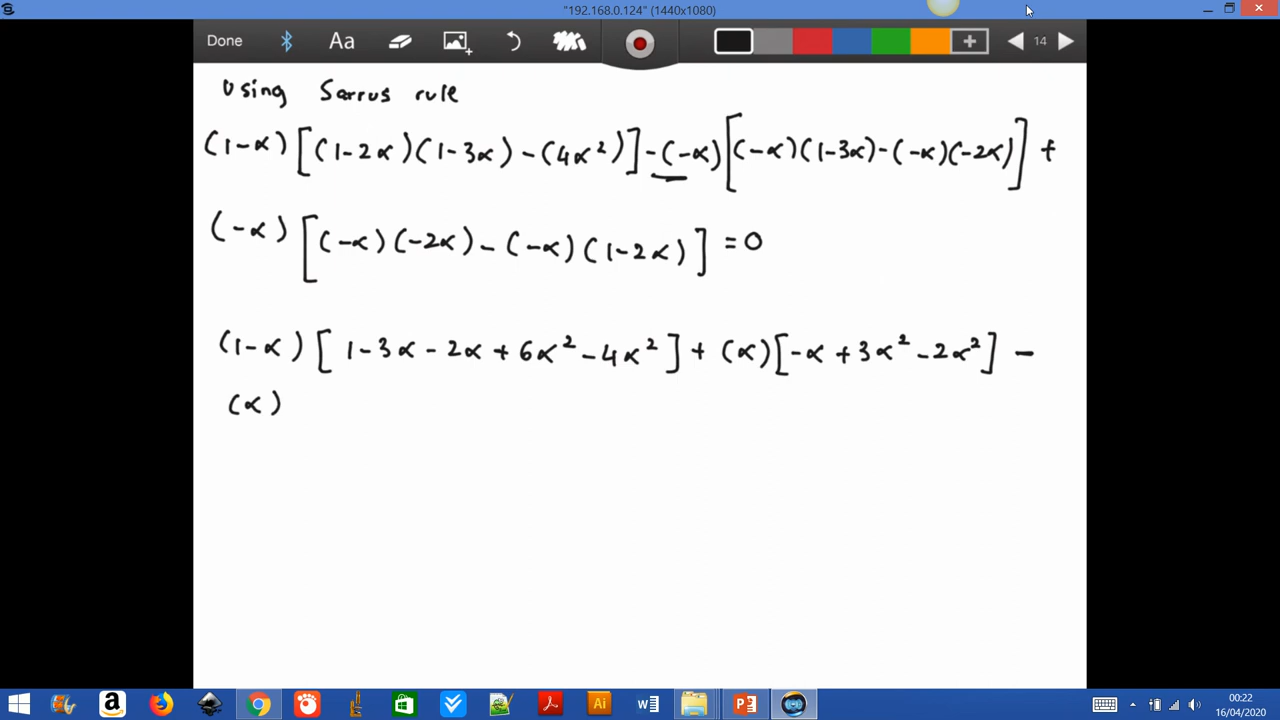 "192.168.0.124" (1440x1080)
Done Aa 14
Using Sarrus rule
(1-α)[(1-2α)(1-3α)-(4α²)]-(-α)[(-α)(1-3α)-(-α)(-2α)]+
(-α)[(-α)(-2α)-(-α)(1-2α)]=0
(1-α)[1-3α-2α+6α²-4α²]+(α)[-α+3α²-2α²]-
(α)
00:22
16/04/2020